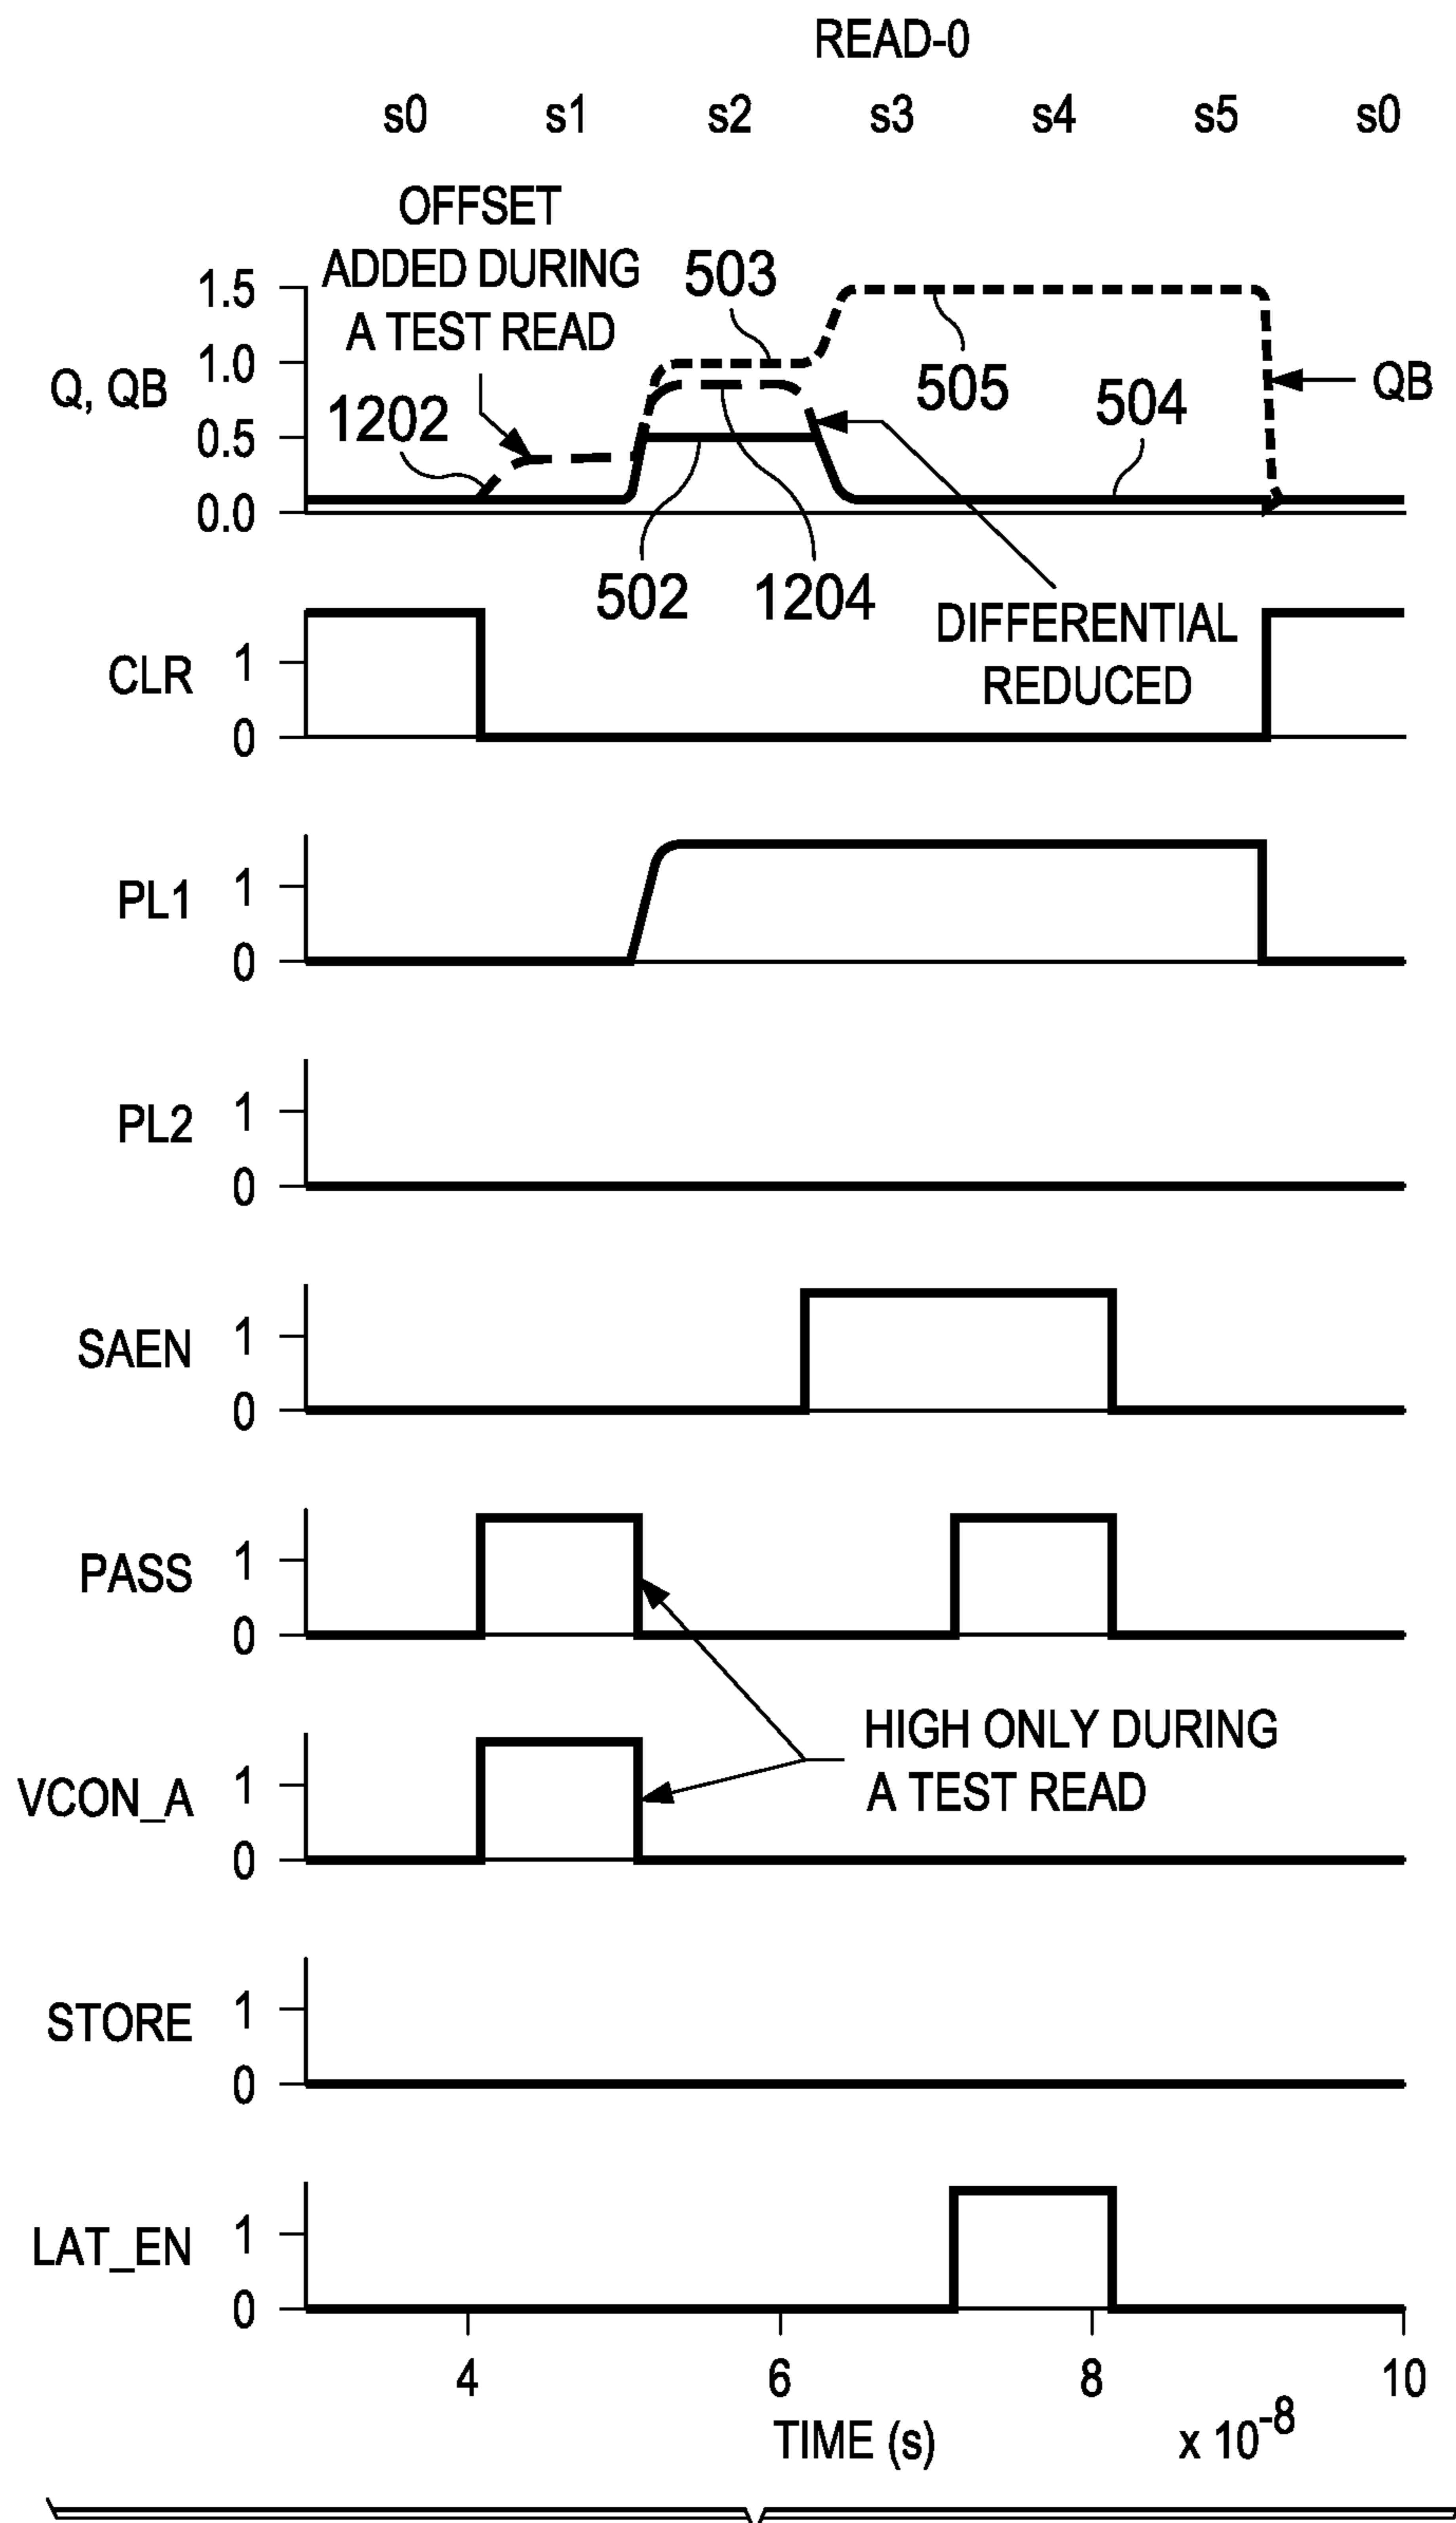 READ-0
s0 s1 s2 s3 s4 s5 s0
OFFSET
ADDED DURING
A TEST READ
503
1.5
1.0
0.5
0.0
Q, QB
1202
505
504
QB
502
1204
DIFFERENTIAL
REDUCED
CLR 1 0
PL1 1 0
PL2 1 0
SAEN 1 0
PASS 1 0
HIGH ONLY DURING
A TEST READ
VCON_A 1 0
STORE 1 0
LAT_EN 1 0
4 6 8 10
TIME (s) x 10-8